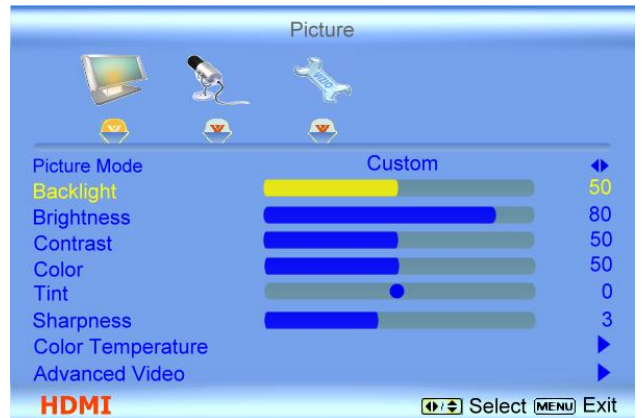 Picture
VIZIO
Picture Mode Custom
Backlight 50
Brightness 80
Contrast 50
Color 50
Tint 0
Sharpness 3
Color Temperature
Advanced Video
HDMI Select MENU Exit